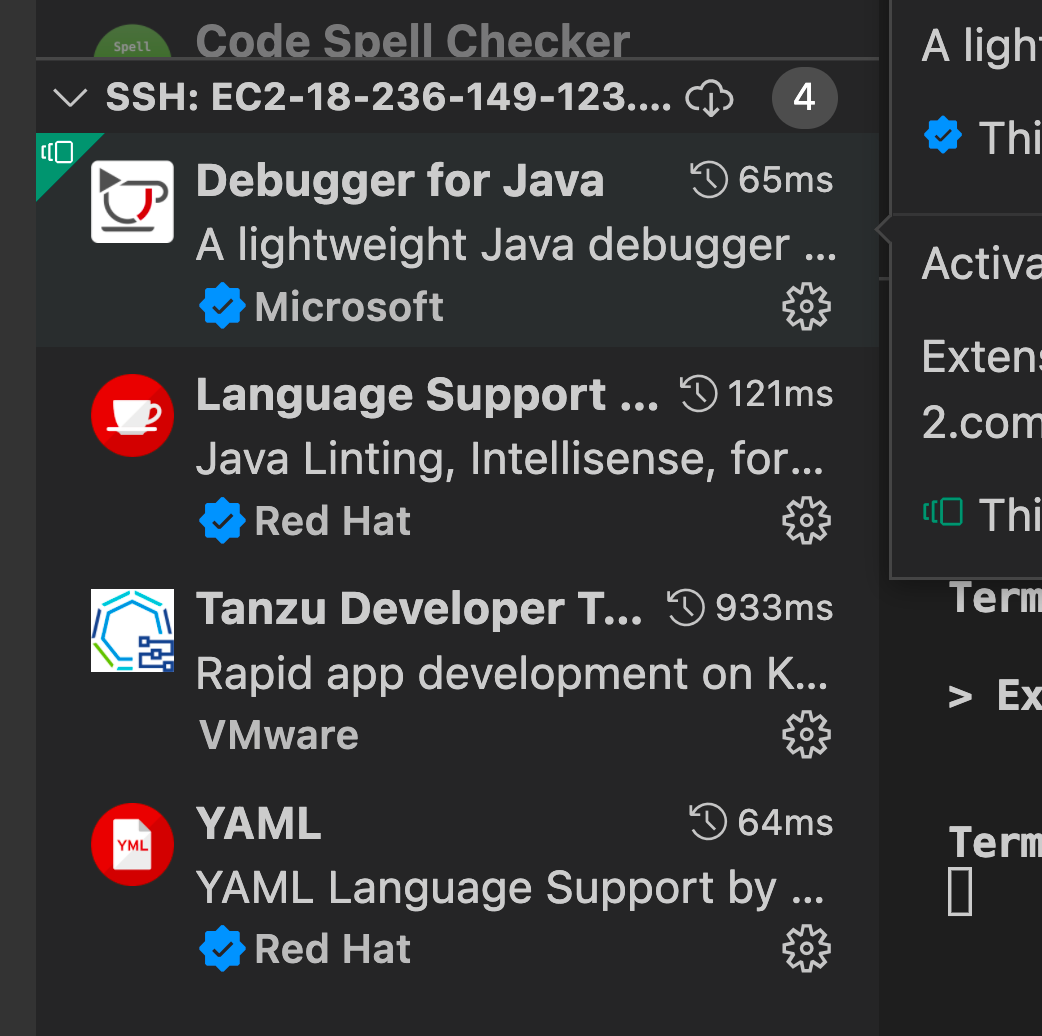 Spell
Code Spell Checker
SSH: EC2-18-236-149-123....
4
Debugger for Java
65ms
A lightweight Java debugger ...
Microsoft
Language Support ...
121ms
Java Linting, Intellisense, for...
Red Hat
Tanzu Developer T...
933ms
Rapid app development on K...
VMware
YML
YAML
64ms
YAML Language Support by ...
Red Hat
A light
Thi
Activa
Extens
2.com
Thi
Term
> Ex
Term